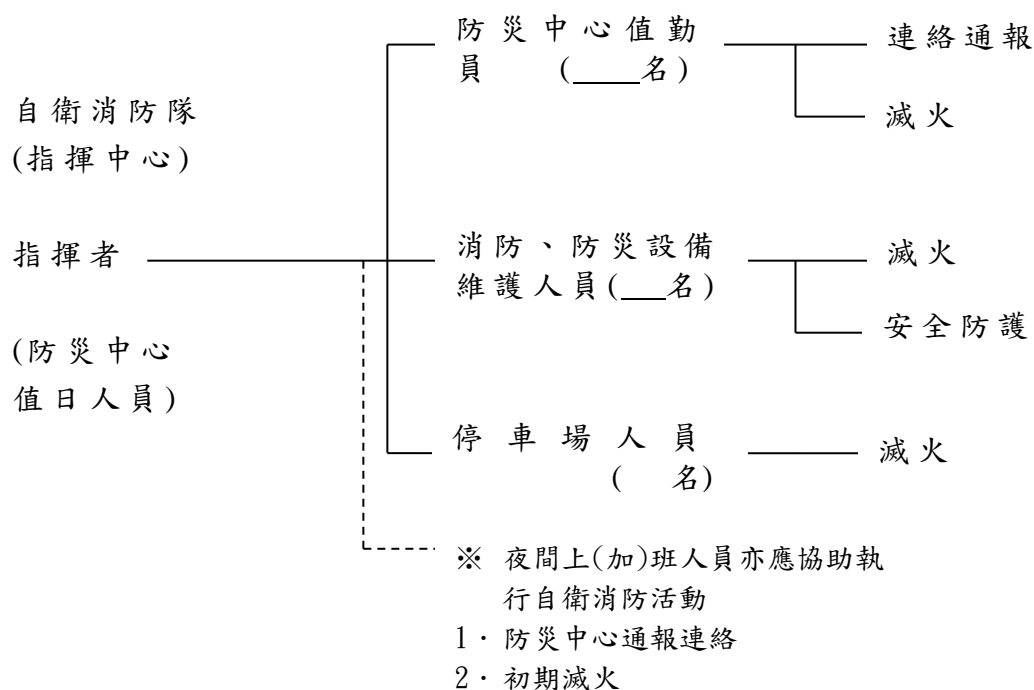 防災中心值勤
員 (____名)
連絡通報
滅火
自衛消防隊
(指揮中心)
指揮者
消防、防災設備
維護人員(___名)
滅火
安全防護
(防災中心
值日人員)
停車場人員
( 名)
滅火
※ 夜間上(加)班人員亦應協助執
行自衛消防活動
1．防災中心通報連絡
2．初期滅火